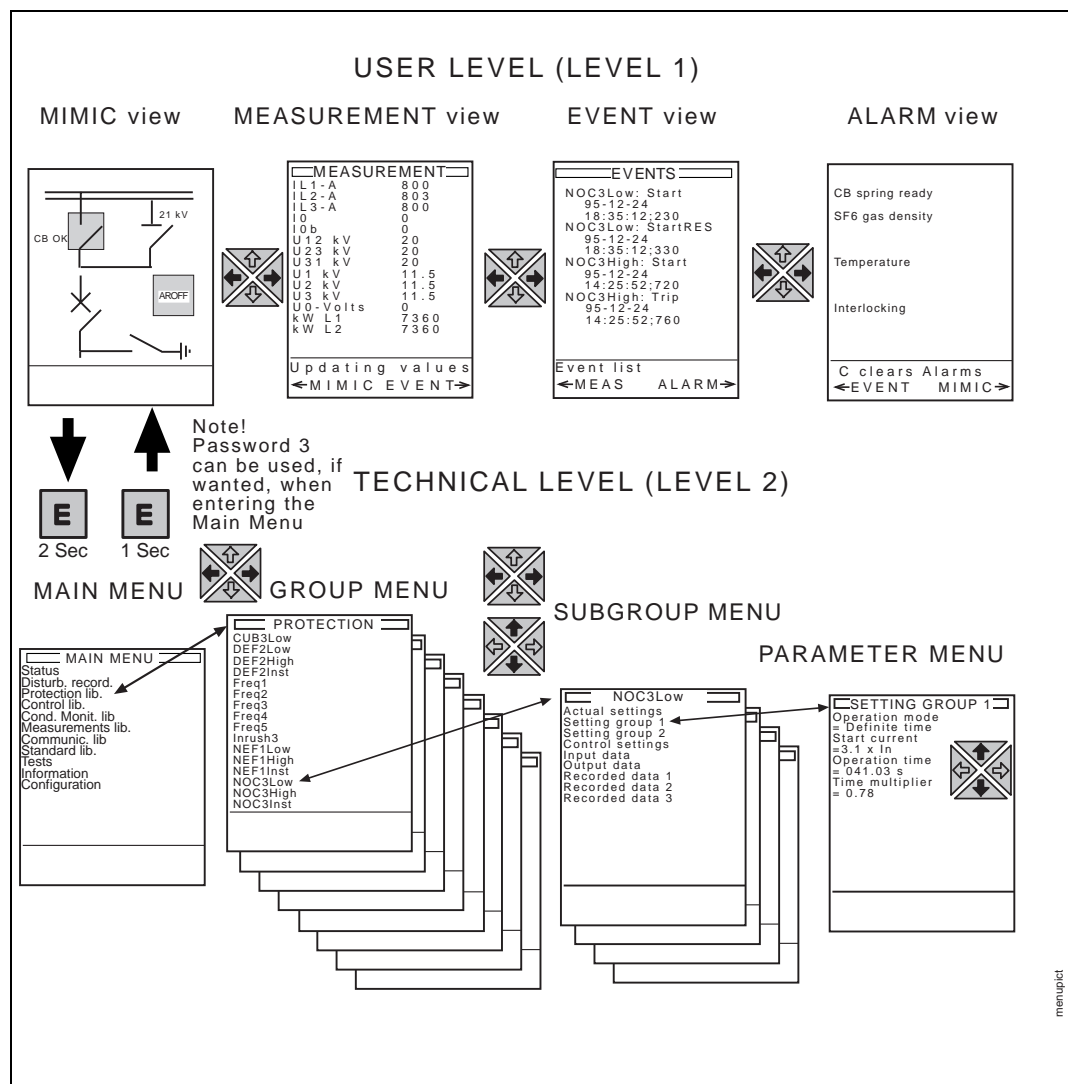 USER LEVEL (LEVEL 1)
MIMIC view
MEASUREMENT view
EVENT view
ALARM view
21 kV
CB OK
AROFF
MEASUREMENT
IL1-A 800
IL2-A 803
IL3-A 800
I0 0
I0b 0
U12 kV 20
U23 kV 20
U31 kV 20
U1 kV 11.5
U2 kV 11.5
U3 kV 11.5
U0-Volts 0
kW L1 7360
kW L2 7360
Updating values
←MIMIC EVENT→
EVENTS
NOC3Low: Start
95-12-24
18:35:12;230
NOC3Low: StartRES
95-12-24
18:35:12;330
NOC3High: Start
95-12-24
14:25:52;720
NOC3High: Trip
95-12-24
14:25:52;760
Event list
←MEAS ALARM→
CB spring ready
SF6 gas density
Temperature
Interlocking
C clears Alarms
←EVENT MIMIC→
Note!
Password 3
can be used, if
wanted, when
entering the
Main Menu
E
2 Sec
E
1 Sec
TECHNICAL LEVEL (LEVEL 2)
MAIN MENU
GROUP MENU
SUBGROUP MENU
PARAMETER MENU
MAIN MENU
Status
Disturb. record.
Protection lib.
Control lib.
Cond. Monit. lib
Measurements lib.
Communic. lib
Standard lib.
Tests
Information
Configuration
PROTECTION
CUB3Low
DEF2Low
DEF2High
DEF2Inst
Freq1
Freq2
Freq3
Freq4
Freq5
Inrush3
NEF1Low
NEF1High
NEF1Inst
NOC3Low
NOC3High
NOC3Inst
NOC3Low
Actual settings
Setting group 1
Setting group 2
Control settings
Input data
Output data
Recorded data 1
Recorded data 2
Recorded data 3
SETTING GROUP 1
Operation mode
= Definite time
Start current
=3.1 x In
Operation time
= 041.03 s
Time multiplier
= 0.78
menupict